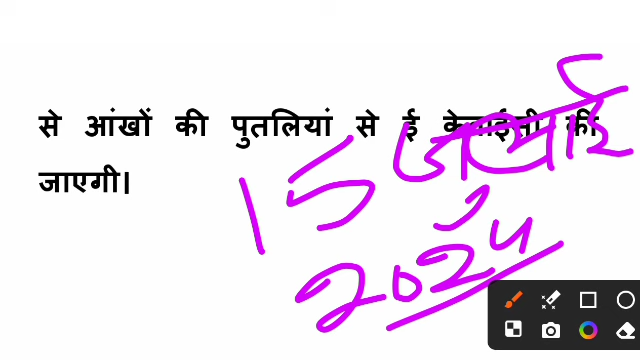 से आंखों की पुतलियां से ई केवाईसी की
जाएगी।
15 जुलाई
2024